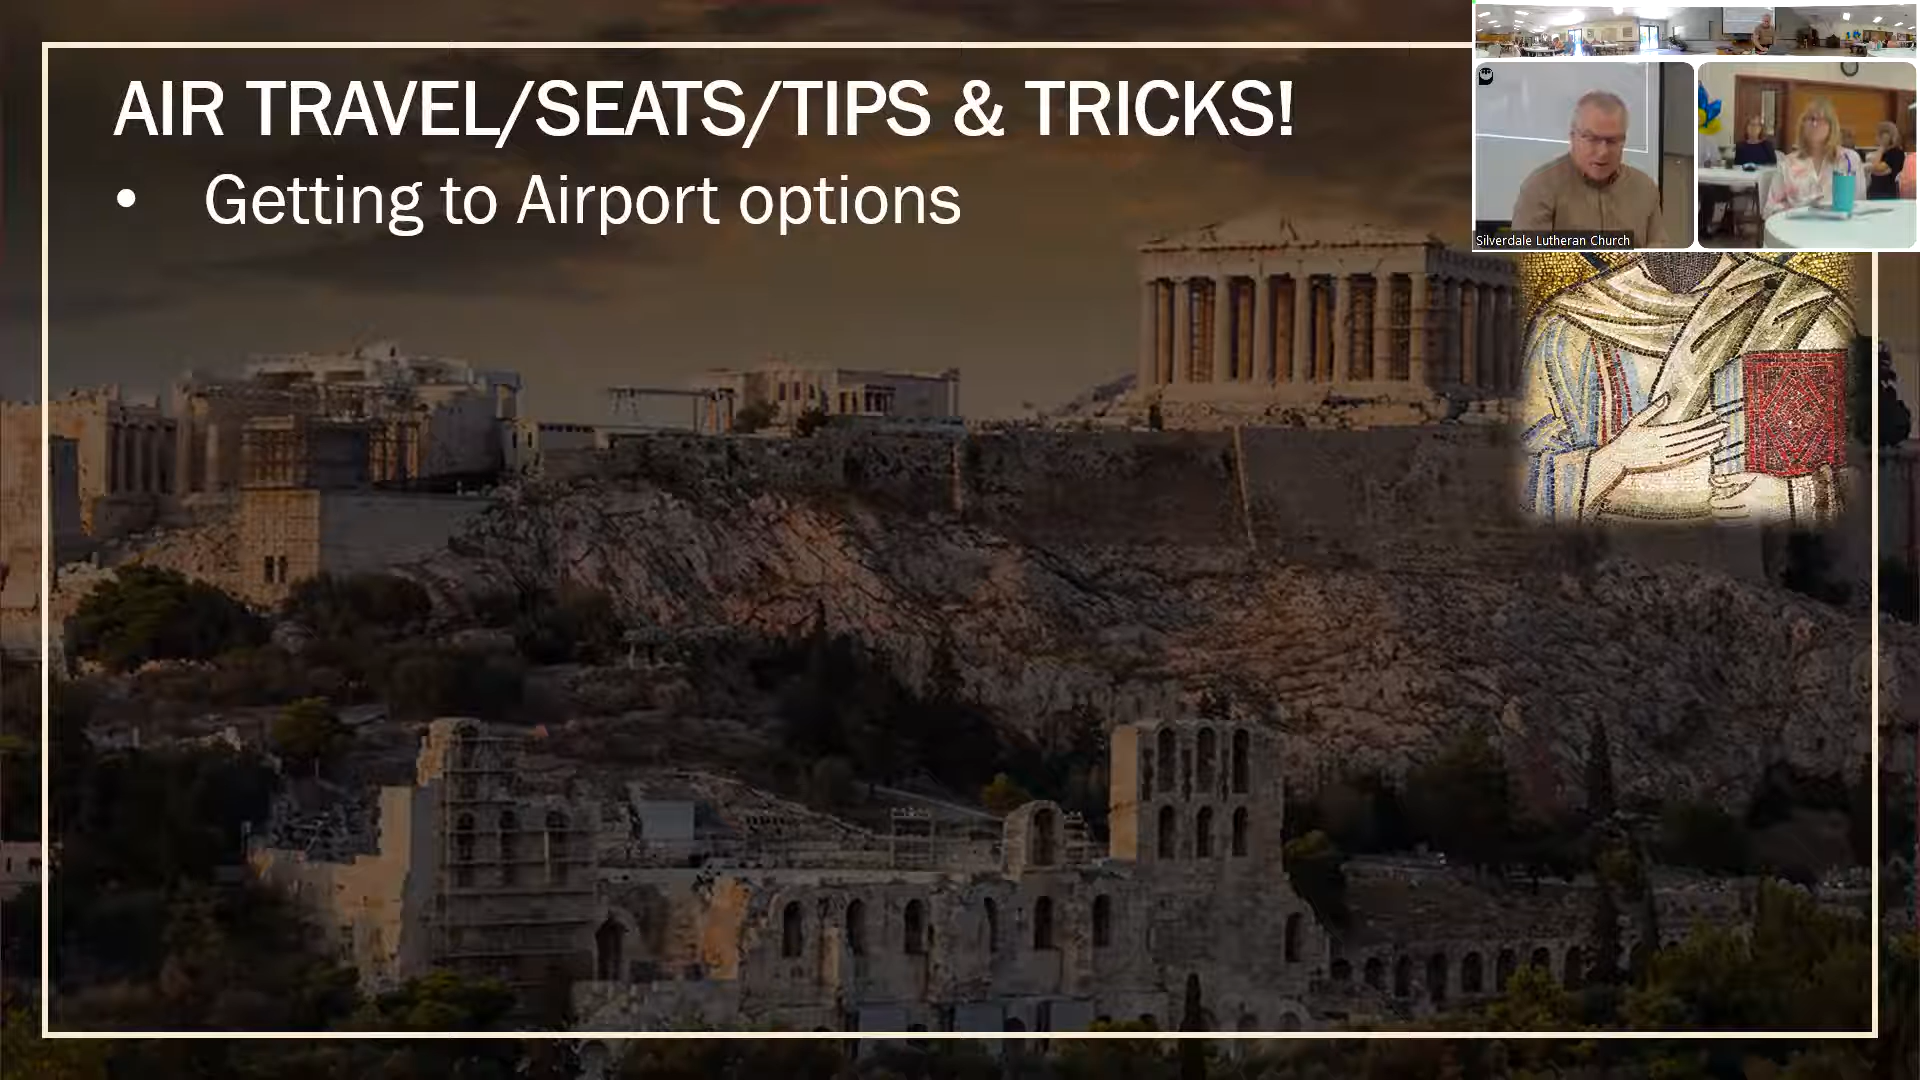 AIR TRAVEL/SEATS/TIPS & TRICKS!
• Getting to Airport options
Silverdale Lutheran Church